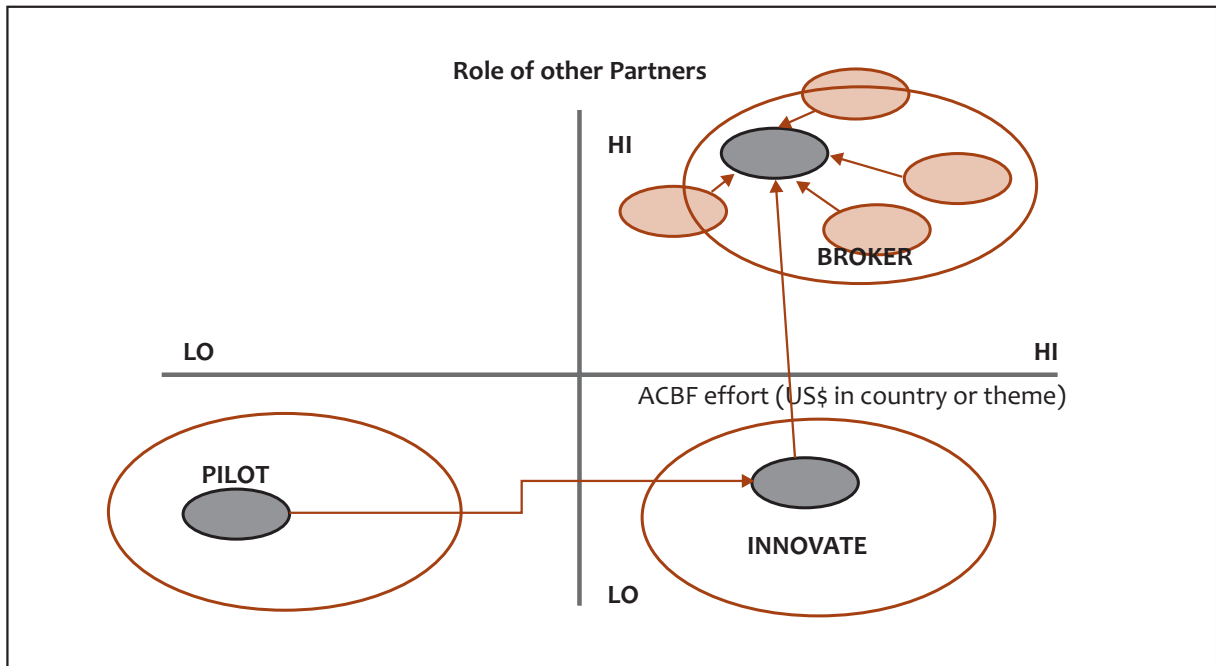 Role of other Partners
HI
BROKER
LO
HI
ACBF effort (US$ in country or theme)
PILOT
INNOVATE
LO